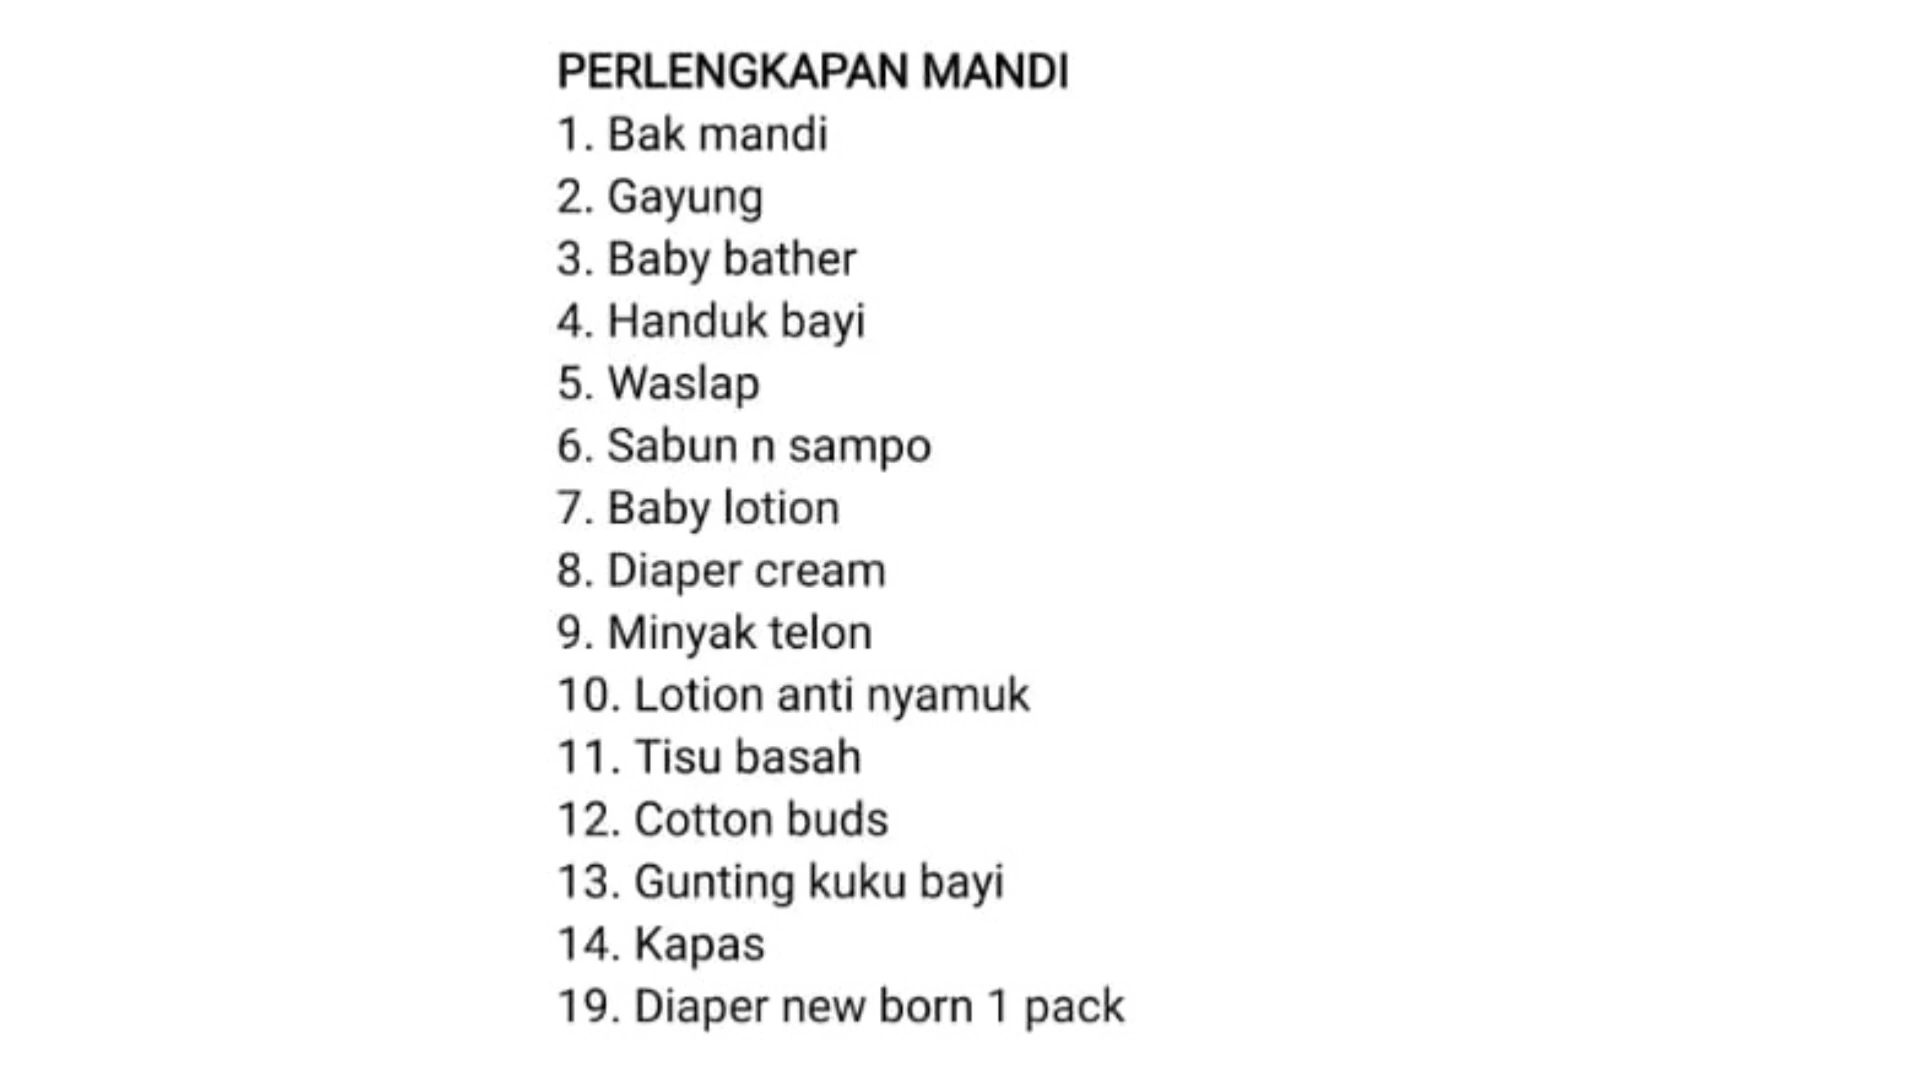 PERLENGKAPAN MANDI
1. Bak mandi
2. Gayung
3. Baby bather
4. Handuk bayi
5. Waslap
6. Sabun n sampo
7. Baby lotion
8. Diaper cream
9. Minyak telon
10. Lotion anti nyamuk
11. Tisu basah
12. Cotton buds
13. Gunting kuku bayi
14. Kapas
19. Diaper new born 1 pack